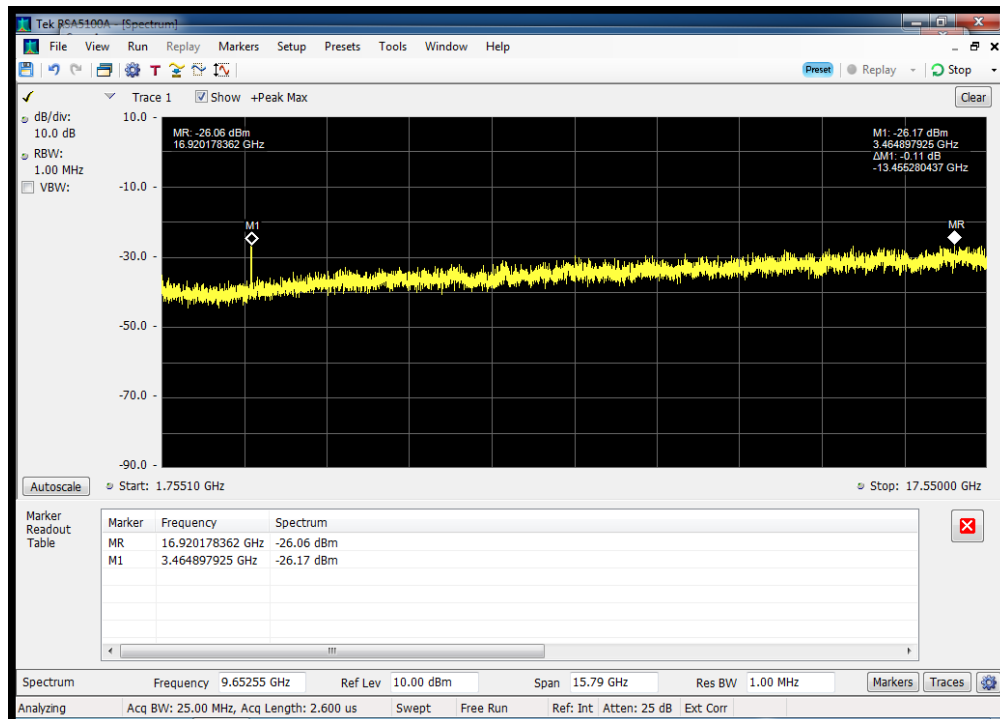 Tek RSA5100A - [Spectrum]
File View Run Replay Markers Setup Presets Tools Window Help
T Preset Replay Stop
Trace 1 Show +Peak Max Clear
dB/div:
10.0 dB
RBW:
1.00 MHz
VBW:
10.0 -
-10.0 -
-30.0 -
-50.0 -
-70.0 -
-90.0 -
MR: -26.06 dBm
16.920178362 GHz
M1: -26.17 dBm
3.464897925 GHz
ΔM1: -0.11 dB
-13.455280437 GHz
M1
MR
Autoscale Start: 1.75510 GHz Stop: 17.55000 GHz
Marker
Readout
Table
Marker Frequency Spectrum
MR 16.920178362 GHz -26.06 dBm
M1 3.464897925 GHz -26.17 dBm
Spectrum Frequency 9.65255 GHz Ref Lev 10.00 dBm Span 15.79 GHz Res BW 1.00 MHz Markers Traces
Analyzing Acq BW: 25.00 MHz, Acq Length: 2.600 us Swept Free Run Ref: Int Atten: 25 dB Ext Corr